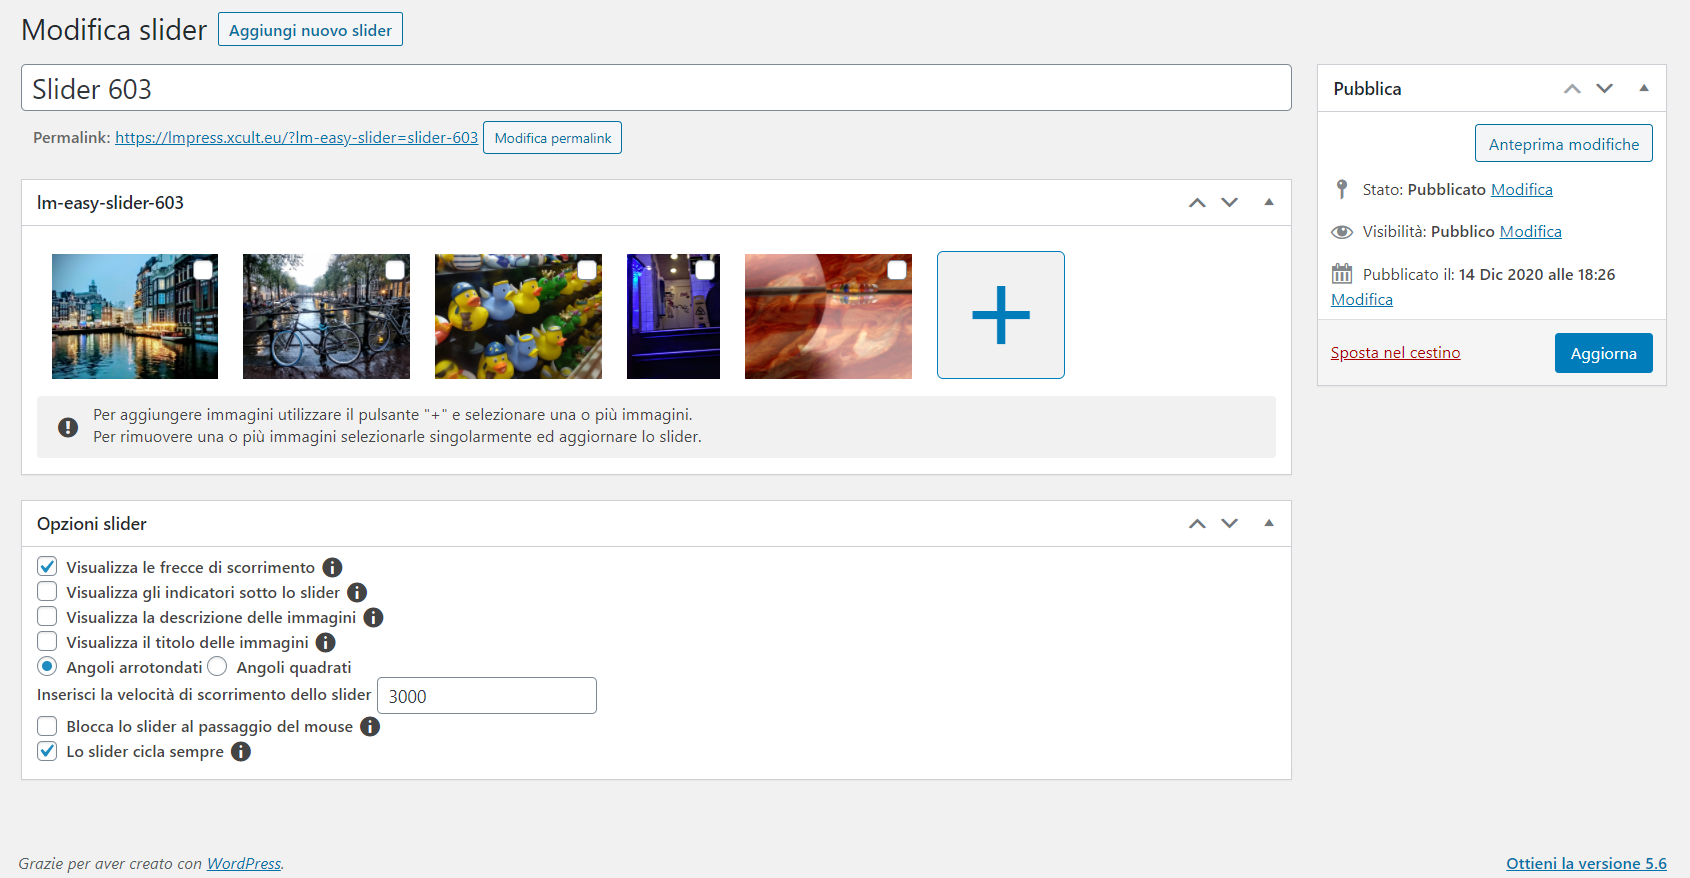 Modifica slider
Aggiungi nuovo slider
Slider 603
Permalink: https://lmpress.xcult.eu/?lm-easy-slider=slider-603 Modifica permalink
lm-easy-slider-603
Per aggiungere immagini utilizzare il pulsante "+" e selezionare una o più immagini.
Per rimuovere una o più immagini selezionarle singolarmente ed aggiornare lo slider.
Opzioni slider
Visualizza le frecce di scorrimento
Visualizza gli indicatori sotto lo slider
Visualizza la descrizione delle immagini
Visualizza il titolo delle immagini
Angoli arrotondati Angoli quadrati
Inserisci la velocità di scorrimento dello slider 3000
Blocca lo slider al passaggio del mouse
Lo slider cicla sempre
Pubblica
Anteprima modifiche
Stato: Pubblicato Modifica
Visibilità: Pubblico Modifica
Pubblicato il: 14 Dic 2020 alle 18:26
Modifica
Sposta nel cestino
Aggiorna
Grazie per aver creato con WordPress.
Ottieni la versione 5.6